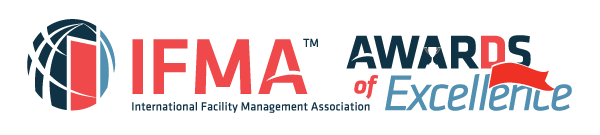 IFMA™
International Facility Management Association
AWARDS
of Excellence